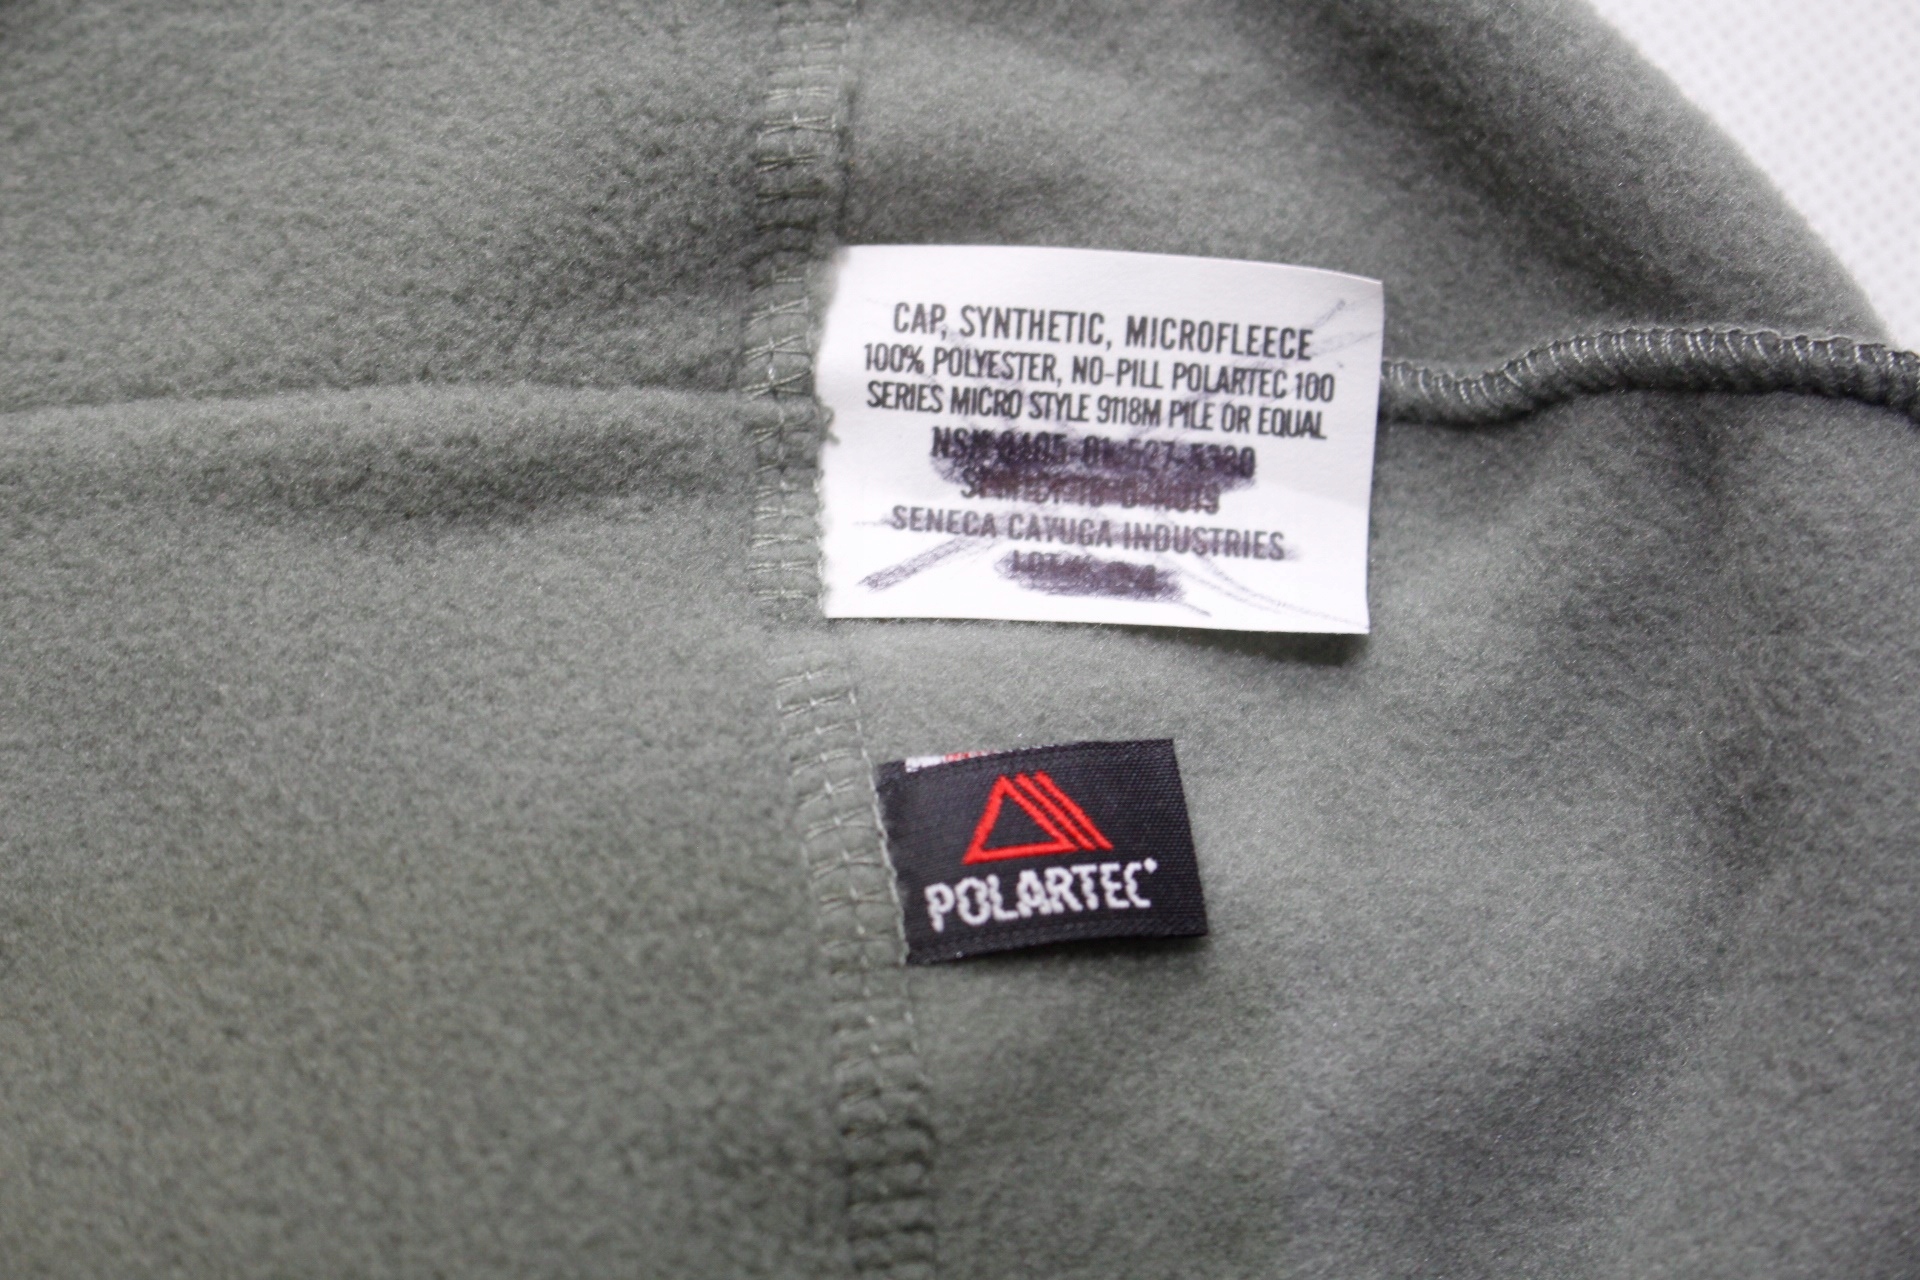 CAP, SYNTHETIC, MICROFLEECE
100% POLYESTER, NO-PILL POLARTEC 100
SERIES MICRO STYLE 9118M PILE OR EQUAL
NSN
SENECA CAYUGA INDUSTRIES
POLARTEC